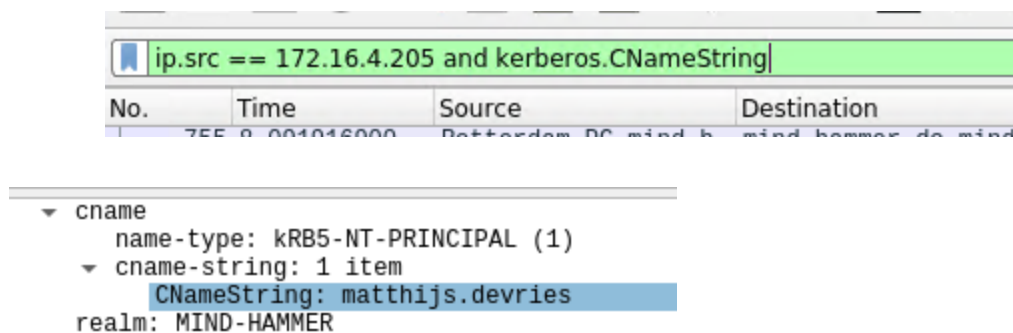 ip.src == 172.16.4.205 and kerberos.CNameString
No. Time Source Destination
cname
name-type: kRB5-NT-PRINCIPAL (1)
cname-string: 1 item
CNameString: matthijs.devries
realm: MIND-HAMMER